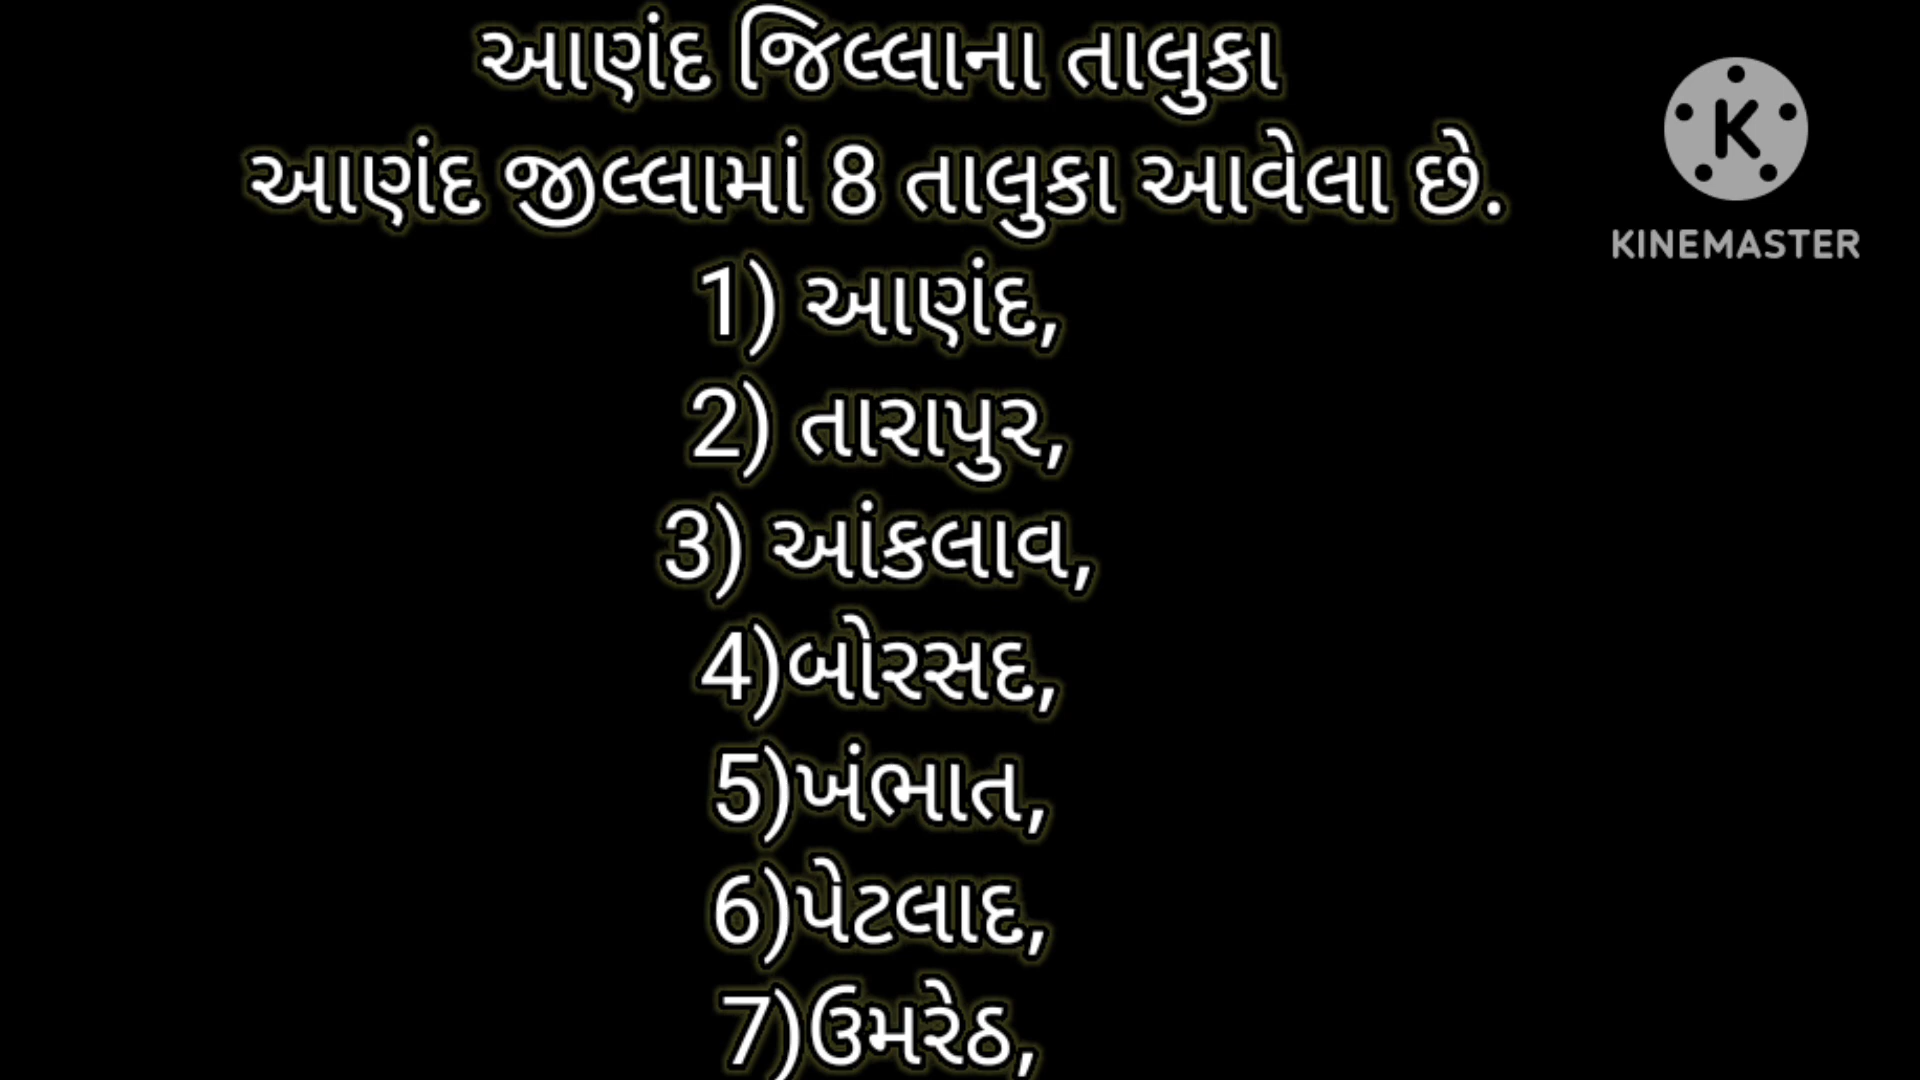 આણંદ જિલ્લાના તાલુકા
આણંદ જીલ્લામાં 8 તાલુકા આવેલા છે.
1) આણંદ,
2) તારાપુર,
3) આંકલાવ,
4)બોરસદ,
5)ખંભાત,
6)પેટલાદ,
7)ઉમરેઠ,
K
KINEMASTER